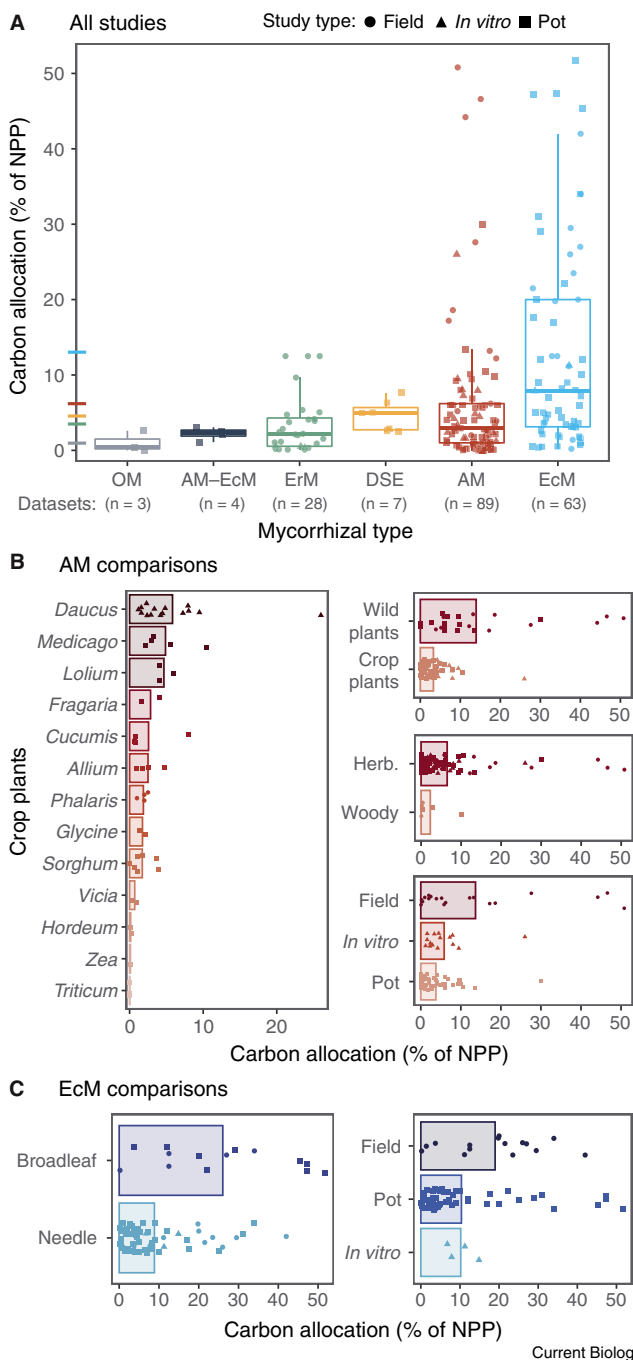 A All studies
Study type: Field In vitro Pot
Carbon allocation (% of NPP)
50
40
30
20
10
0
OM AM–EcM ErM DSE AM EcM
Datasets: (n = 3) (n = 4) (n = 28) (n = 7) (n = 89) (n = 63)
Mycorrhizal type
B AM comparisons
Crop plants
Daucus
Medicago
Lolium
Fragaria
Cucumis
Allium
Phalaris
Glycine
Sorghum
Vicia
Hordeum
Zea
Triticum
0 10 20
Wild
plants
Crop
plants
0 10 20 30 40 50
Herb.
Woody
0 10 20 30 40 50
Field
In vitro
Pot
0 10 20 30 40 50
Carbon allocation (% of NPP)
C EcM comparisons
Broadleaf
Needle
0 10 20 30 40 50
Field
Pot
In vitro
0 10 20 30 40 50
Carbon allocation (% of NPP)
Current Biolog